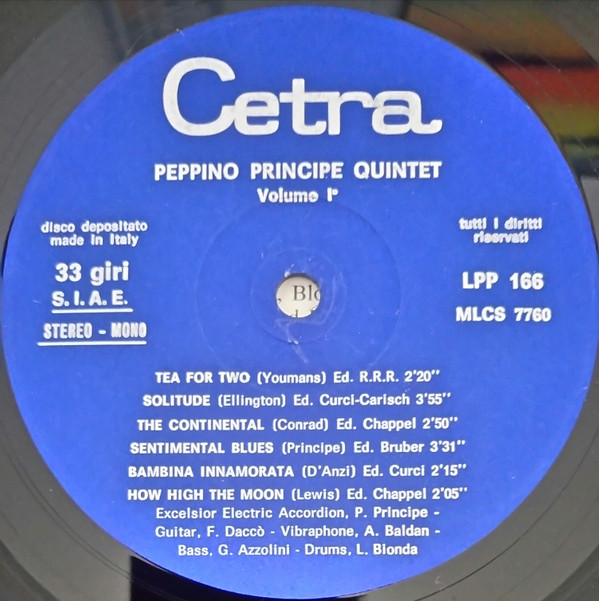 Cetra
PEPPINO PRINCIPE QUINTET
Volume I°
disco depositato
made in Italy
tutti i diritti
riservati
33 giri
S. I. A. E.
STEREO - MONO
LPP 166
MLCS 7760
TEA FOR TWO (Youmans) Ed. R.R.R. 2'20''
SOLITUDE (Ellington) Ed. Curci-Carisch 3'55''
THE CONTINENTAL (Conrad) Ed. Chappel 2'50''
SENTIMENTAL BLUES (Principe) Ed. Bruber 3'31''
BAMBINA INNAMORATA (D'Anzi) Ed. Curci 2'15''
HOW HIGH THE MOON (Lewis) Ed. Chappel 2'05''
Excelsior Electric Accordion, P. Principe -
Guitar, F. Daccò - Vibraphone, A. Baldan -
Bass, G. Azzolini - Drums, L. Bionda